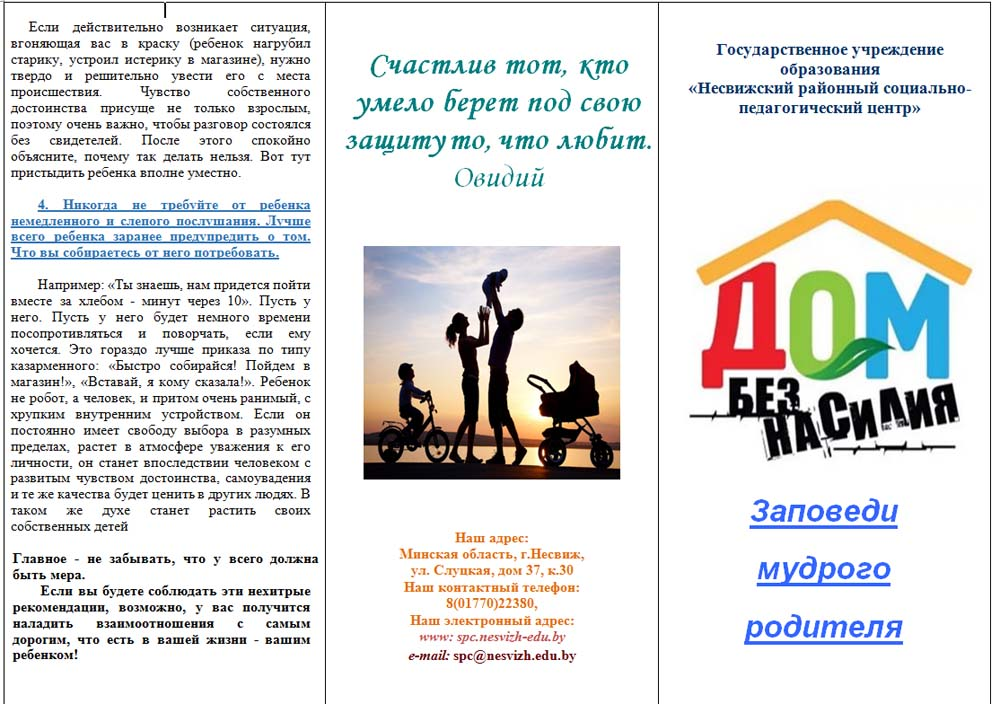 Если действительно возникает ситуация,
вгоняющая вас в краску (ребенок нагрубил
старику, устроил истерику в магазине), нужно
твердо и решительно увести его с места
происшествия. Чувство собственного
достоинства присуще не только взрослым,
поэтому очень важно, чтобы разговор состоялся
без свидетелей. После этого спокойно
объясните, почему так делать нельзя. Вот тут
пристыдить ребенка вполне уместно.
4. Никогда не требуйте от ребенка
немедленного и слепого послушания. Лучше
всего ребенка заранее предупредить о том.
Что вы собираетесь от него потребовать.
Например: «Ты знаешь, нам придется пойти
вместе за хлебом - минут через 10». Пусть у
него. Пусть у него будет немного времени
посопротивляться и поворчать, если ему
хочется. Это гораздо лучше приказа по типу
казарменного: «Быстро собирайся! Пойдем в
магазин!», «Вставай, я кому сказала!». Ребенок
не робот, а человек, и притом очень ранимый, с
хрупким внутренним устройством. Если он
постоянно имеет свободу выбора в разумных
пределах, растет в атмосфере уважения к его
личности, он станет впоследствии человеком с
развитым чувством достоинства, самоувадения
и те же качества будет ценить в других людях. В
таком же духе станет растить своих
собственных детей
Главное - не забывать, что у всего должна
быть мера.
Если вы будете соблюдать эти нехитрые
рекомендации, возможно, у вас получится
наладить взаимоотношения с самым
дорогим, что есть в вашей жизни - вашим
ребенком!
Счастлив тот, кто
умело берет под свою
защиту то, что любит.
Овидий
Наш адрес:
Минская область, г.Несвиж,
ул. Слуцкая, дом 37, к.30
Наш контактный телефон:
8(01770)22380,
Наш электронный адрес:
www: spc.nesvizh-edu.by
e-mail: spc@nesvizh.edu.by
Государственное учреждение
образования
«Несвижский районный социально-
педагогический центр»
ДОМ
БЕЗ
НАСИЛИЯ
Заповеди
мудрого
родителя